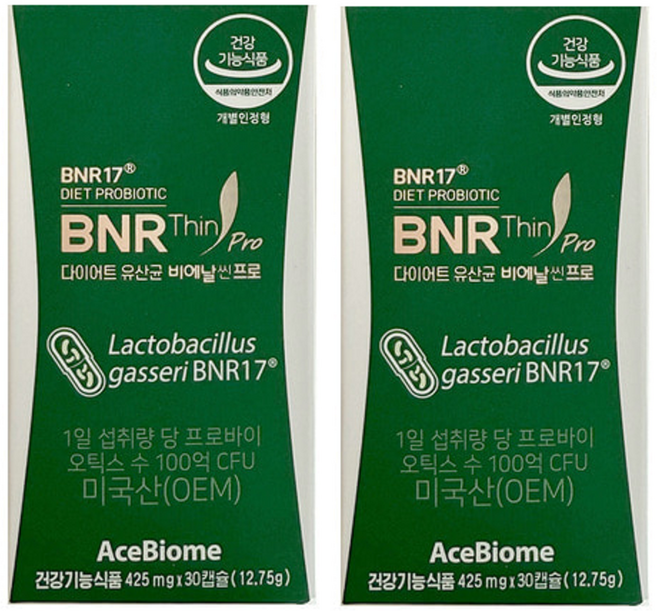 건강
기능식품
식품의약품안전처
개별인정형
BNR17®
DIET PROBIOTIC
BNR Thin Pro
다이어트 유산균 비에날씬 프로
Lactobacillus
gasseri BNR17®
1일 섭취량 당 프로바이
오틱스 수 100억 CFU
미국산(OEM)
AceBiome
건강기능식품 425 mg x 30캡슐 (12.75g)
건강
기능식품
식품의약품안전처
개별인정형
BNR17®
DIET PROBIOTIC
BNR Thin Pro
다이어트 유산균 비에날씬 프로
Lactobacillus
gasseri BNR17®
1일 섭취량 당 프로바이
오틱스 수 100억 CFU
미국산(OEM)
AceBiome
건강기능식품 425 mg x 30캡슐 (12.75g)